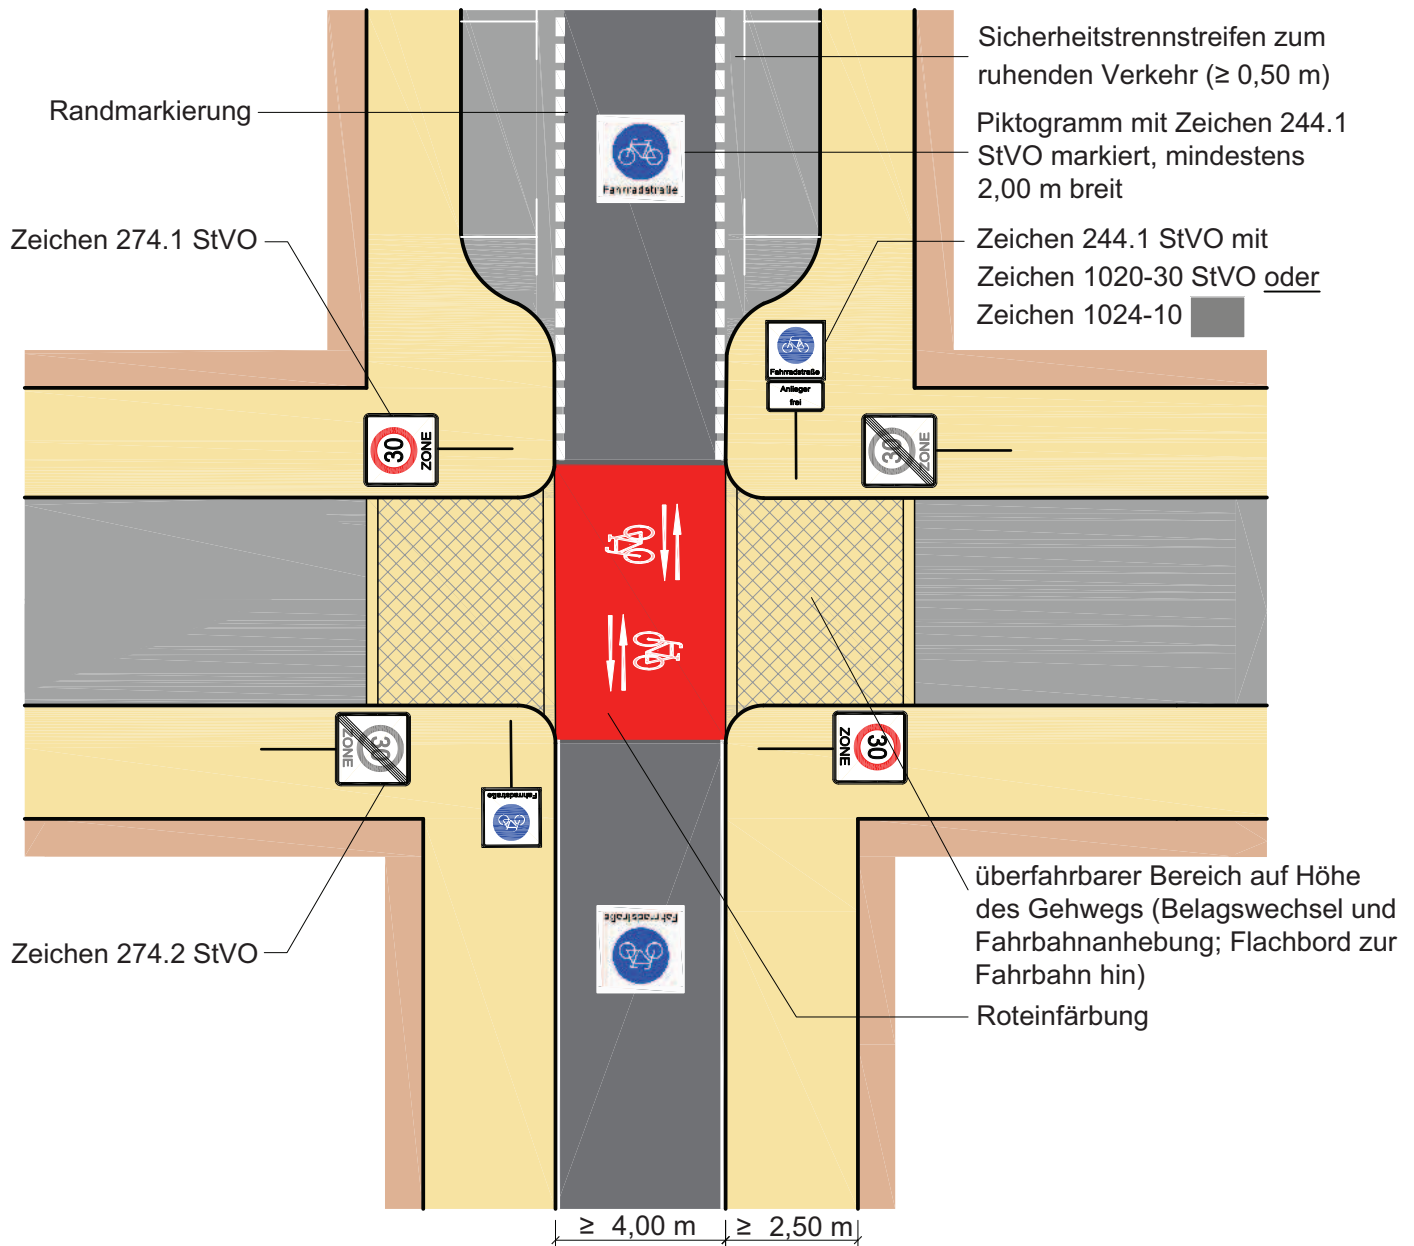 Sicherheitstrennstreifen zum
ruhenden Verkehr (≥ 0,50 m)
Randmarkierung
Piktogramm mit Zeichen 244.1
StVO markiert, mindestens
2,00 m breit
Fahrradstraße
Zeichen 274.1 StVO
Zeichen 244.1 StVO mit
Zeichen 1020-30 StVO oder
Zeichen 1024-10
Fahrradstraße
Anlieger
frei
30
ZONE
30
ZONE
30
ZONE
30
ZONE
Fahrradstraße
Fahrradstraße
überfahrbarer Bereich auf Höhe
des Gehwegs (Belagswechsel und
Fahrbahnanhebung; Flachbord zur
Fahrbahn hin)
Zeichen 274.2 StVO
Roteinfärbung
≥ 4,00 m
≥ 2,50 m